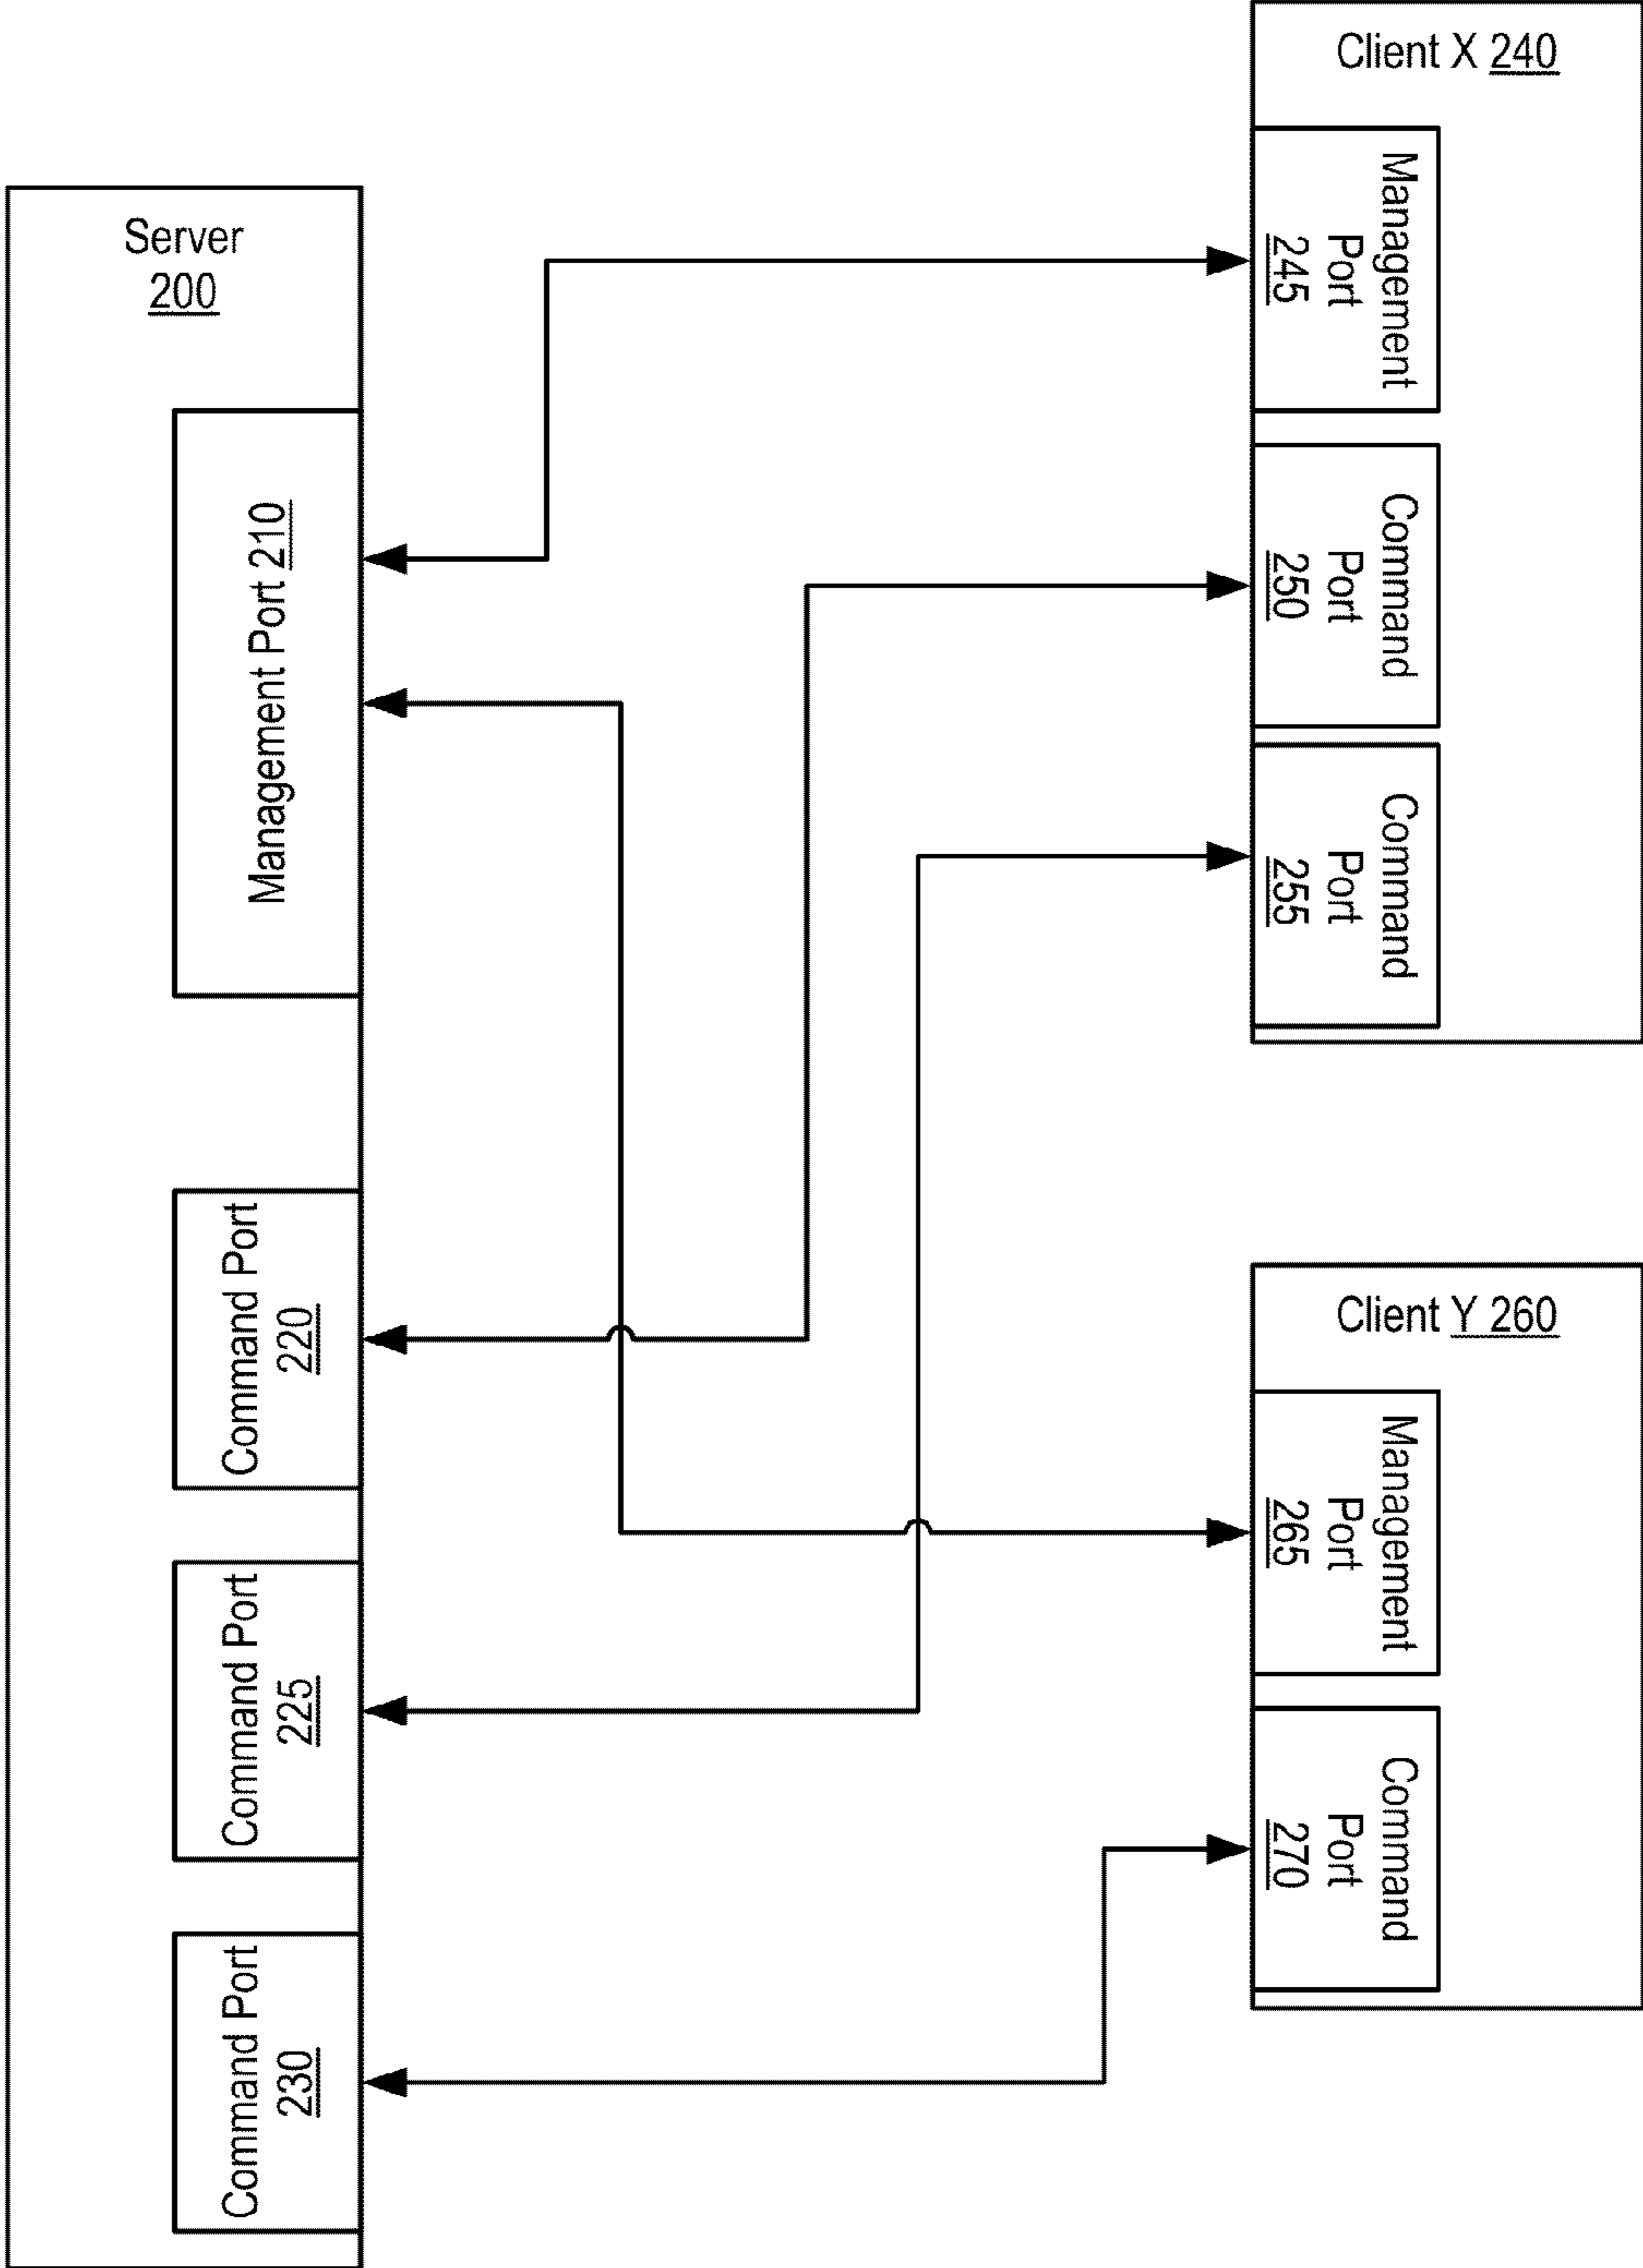 Client X 240
Management
Port
245
Command
Port
250
Command
Port
255
Client Y 260
Management
Port
265
Command
Port
270
Server
200
Management Port 210
Command Port
220
Command Port
225
Command Port
230